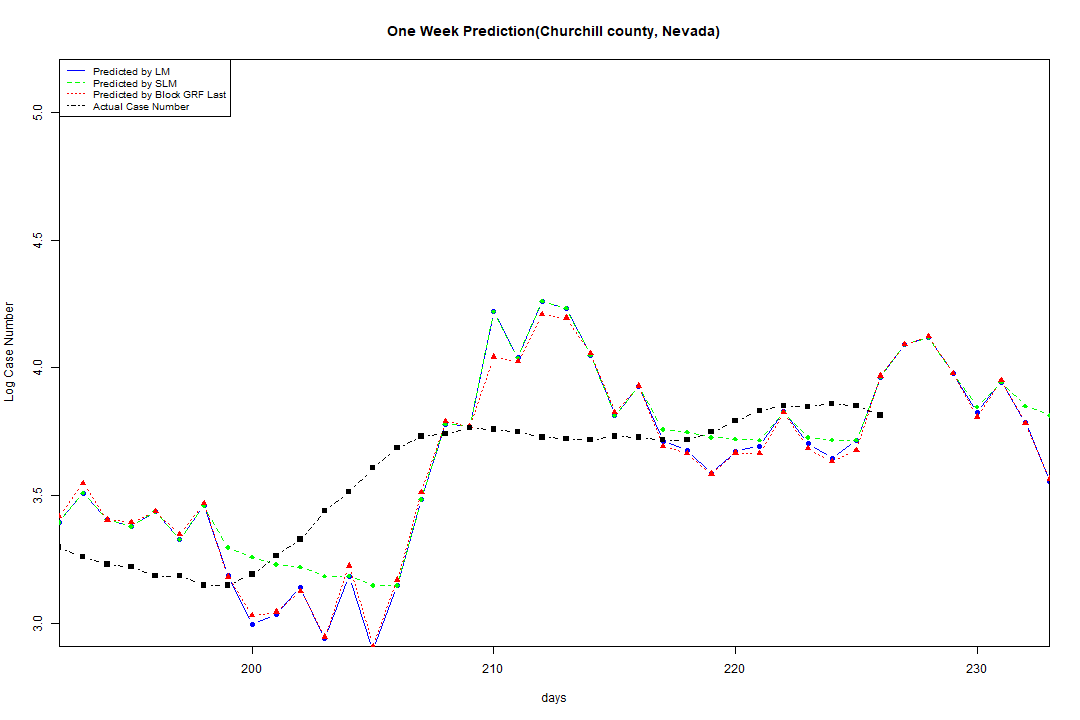 One Week Prediction(Churchill county, Nevada)
Predicted by LM
Predicted by SLM
Predicted by Block GRF Last
Actual Case Number
5.0
4.5
4.0
3.5
3.0
Log Case Number
200 210 220 230
days